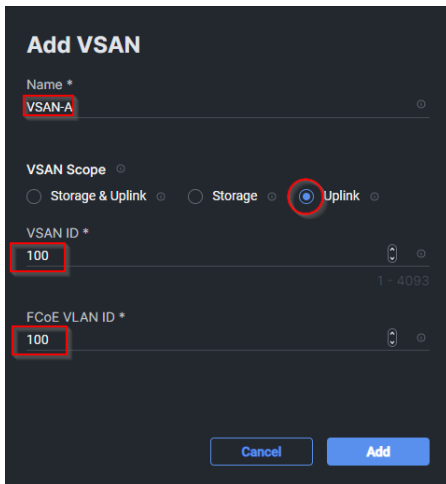 Add VSAN
Name *
VSAN-A
VSAN Scope
Storage & Uplink Storage Uplink
VSAN ID *
100
1 - 4093
FCoE VLAN ID *
100
Cancel Add